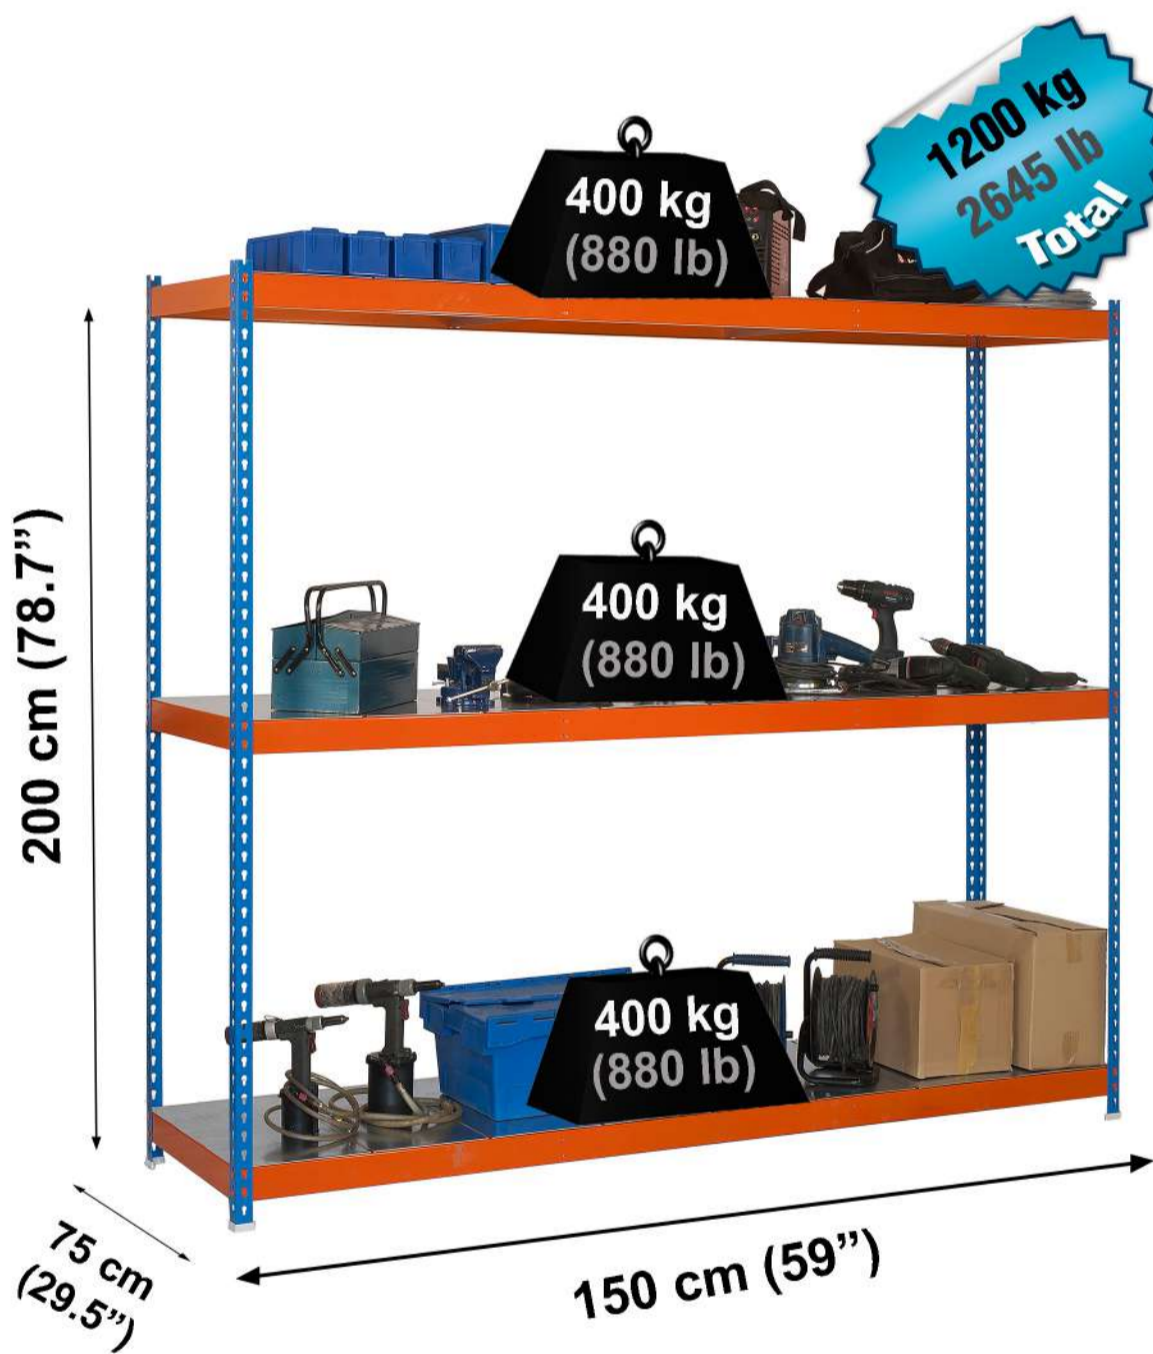 1200 kg
2645 lb
Total
400 kg
(880 lb)
400 kg
(880 lb)
400 kg
(880 lb)
200 cm (78.7”)
75 cm
(29.5”)
150 cm (59”)